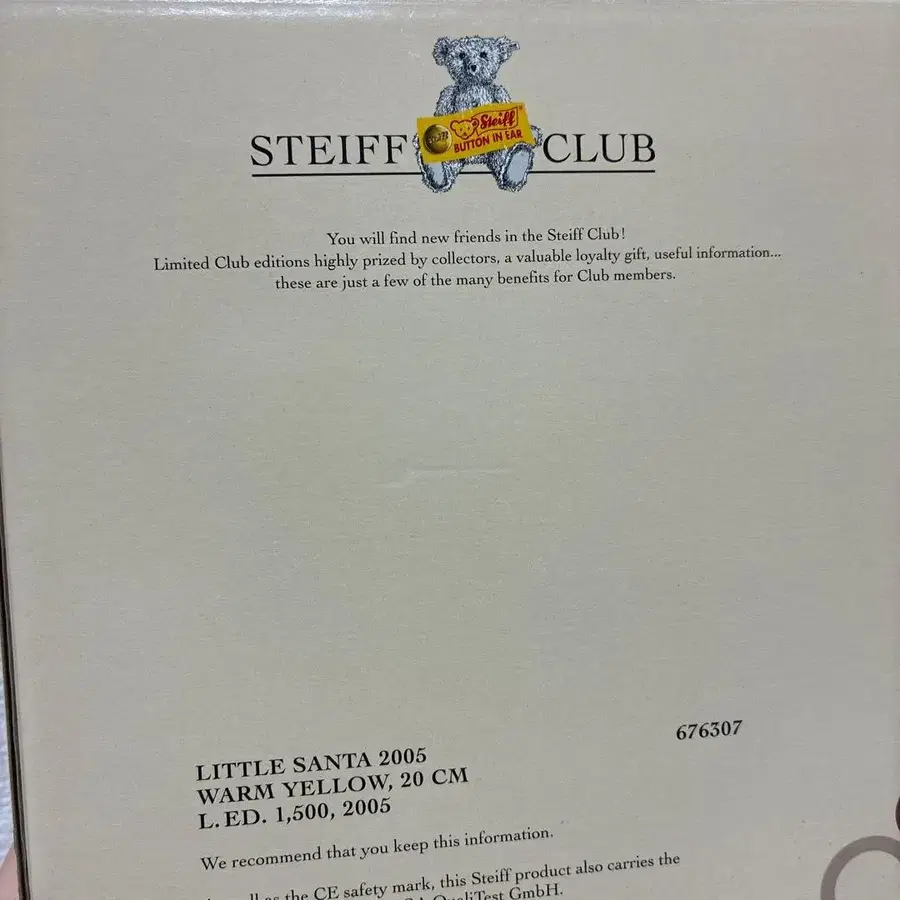 STEIFF CLUB
Steiff
BUTTON IN EAR
You will find new friends in the Steiff Club!
Limited Club editions highly prized by collectors, a valuable loyalty gift, useful information...
these are just a few of the many benefits for Club members.
676307
LITTLE SANTA 2005
WARM YELLOW, 20 CM
L. ED. 1,500, 2005
We recommend that you keep this information.
as the CE safety mark, this Steiff product also carries the
QualiTest GmbH.